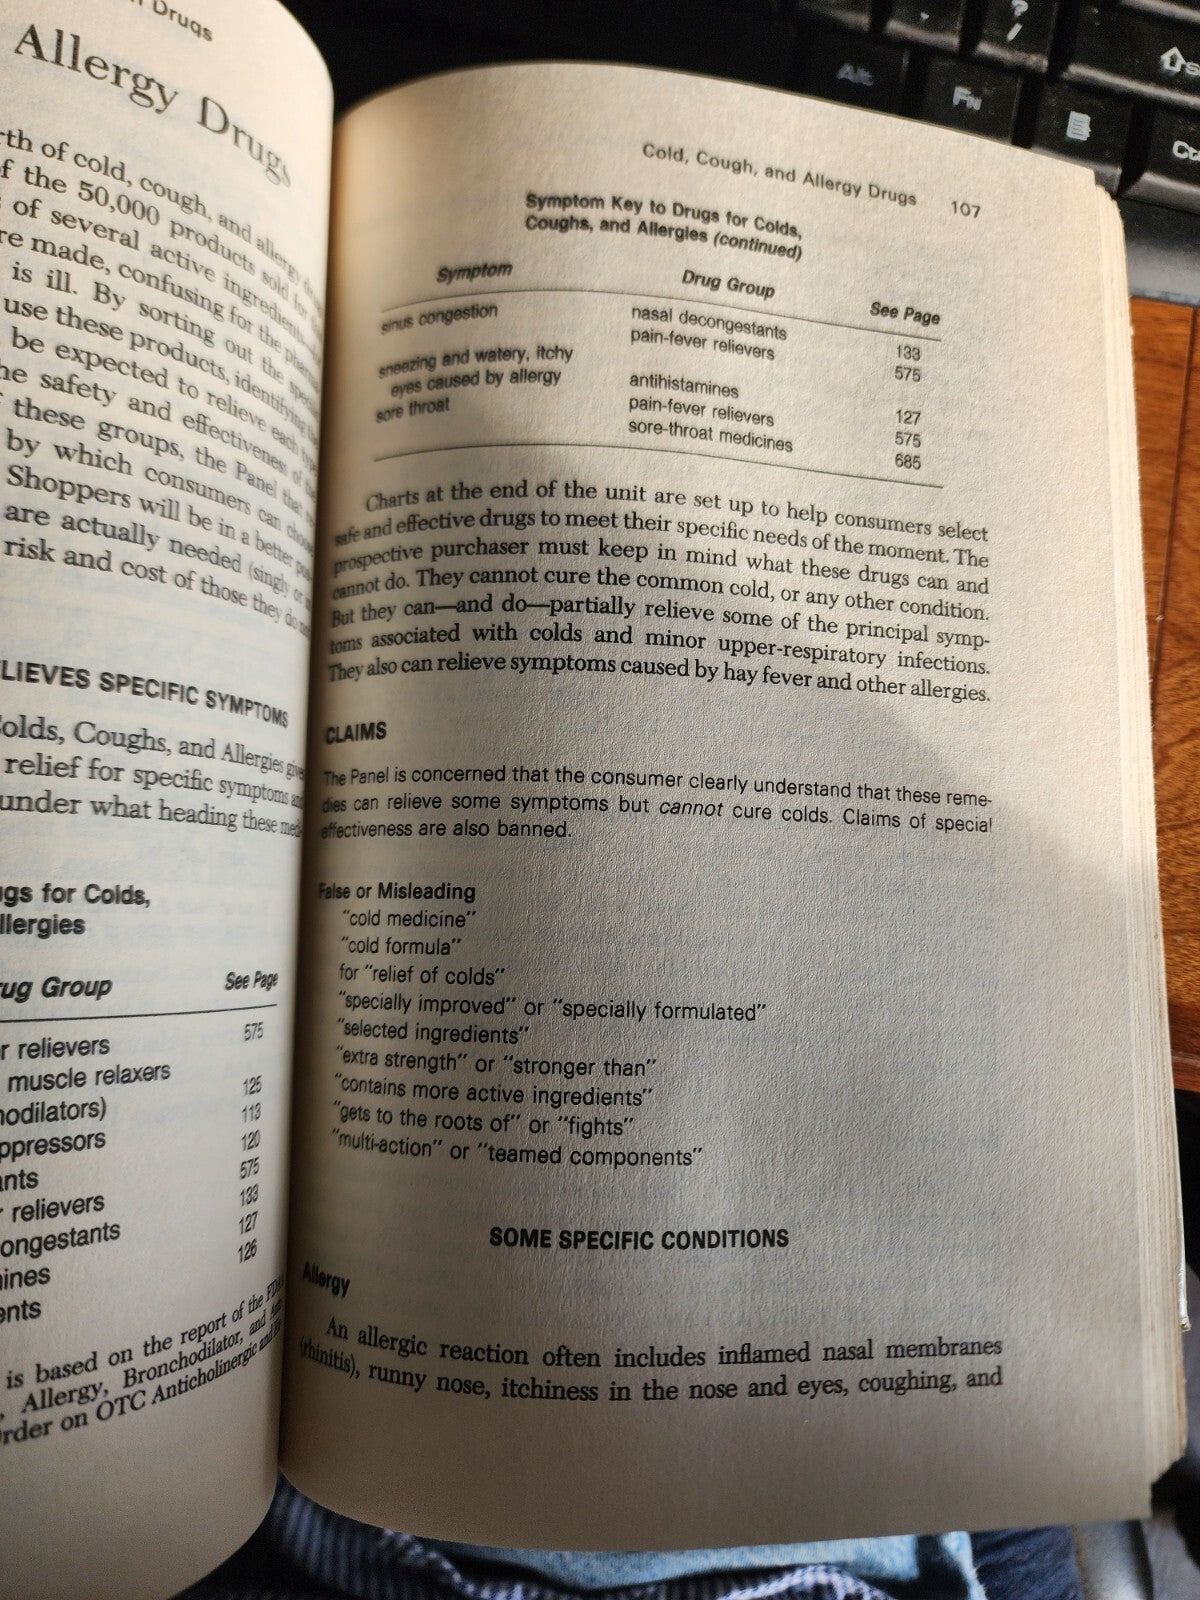 Drugs
Allergy Drugs
of cold, cough, and allergy
the 50,000 products sold for
of several active ingredients
made, confusing for the
is ill. By sorting out the
use these products, identifying
be expected to relieve each
the safety and effectiveness of
these groups, the Panel
by which consumers can choose
Shoppers will be in a better
are actually needed (singly or
risk and cost of those they do
SPECIFIC SYMPTOMS
Colds, Coughs, and Allergies
relief for specific symptoms
under what heading these
for Colds,
Group
See Page
relievers
575
muscle relaxers
125
113
120
575
relievers
133
127
126
is based on the report of the
Allergy, Bronchodilator, and
on OTC Anticholinergic and
Cold, Cough, and Allergy Drugs 107
Symptom Key to Drugs for Colds,
Coughs, and Allergies (continued)
Symptom Drug Group See Page
sinus congestion nasal decongestants 133
pain-fever relievers 575
sneezing and watery, itchy
eyes caused by allergy antihistamines 127
sore throat pain-fever relievers 575
sore-throat medicines 685
Charts at the end of the unit are set up to help consumers select
safe and effective drugs to meet their specific needs of the moment. The
prospective purchaser must keep in mind what these drugs can and
cannot do. They cannot cure the common cold, or any other condition.
But they can—and do—partially relieve some of the principal symp-
toms associated with colds and minor upper-respiratory infections.
They also can relieve symptoms caused by hay fever and other allergies.
CLAIMS
The Panel is concerned that the consumer clearly understand that these reme-
dies can relieve some symptoms but cannot cure colds. Claims of special
effectiveness are also banned.
False or Misleading
"cold medicine"
"cold formula"
for "relief of colds"
"specially improved" or "specially formulated"
"selected ingredients"
"extra strength" or "stronger than"
"contains more active ingredients"
"gets to the roots of" or "fights"
"multi-action" or "teamed components"
SOME SPECIFIC CONDITIONS
Allergy
An allergic reaction often includes inflamed nasal membranes
(rhinitis), runny nose, itchiness in the nose and eyes, coughing, and
Alt
Fn
?
/